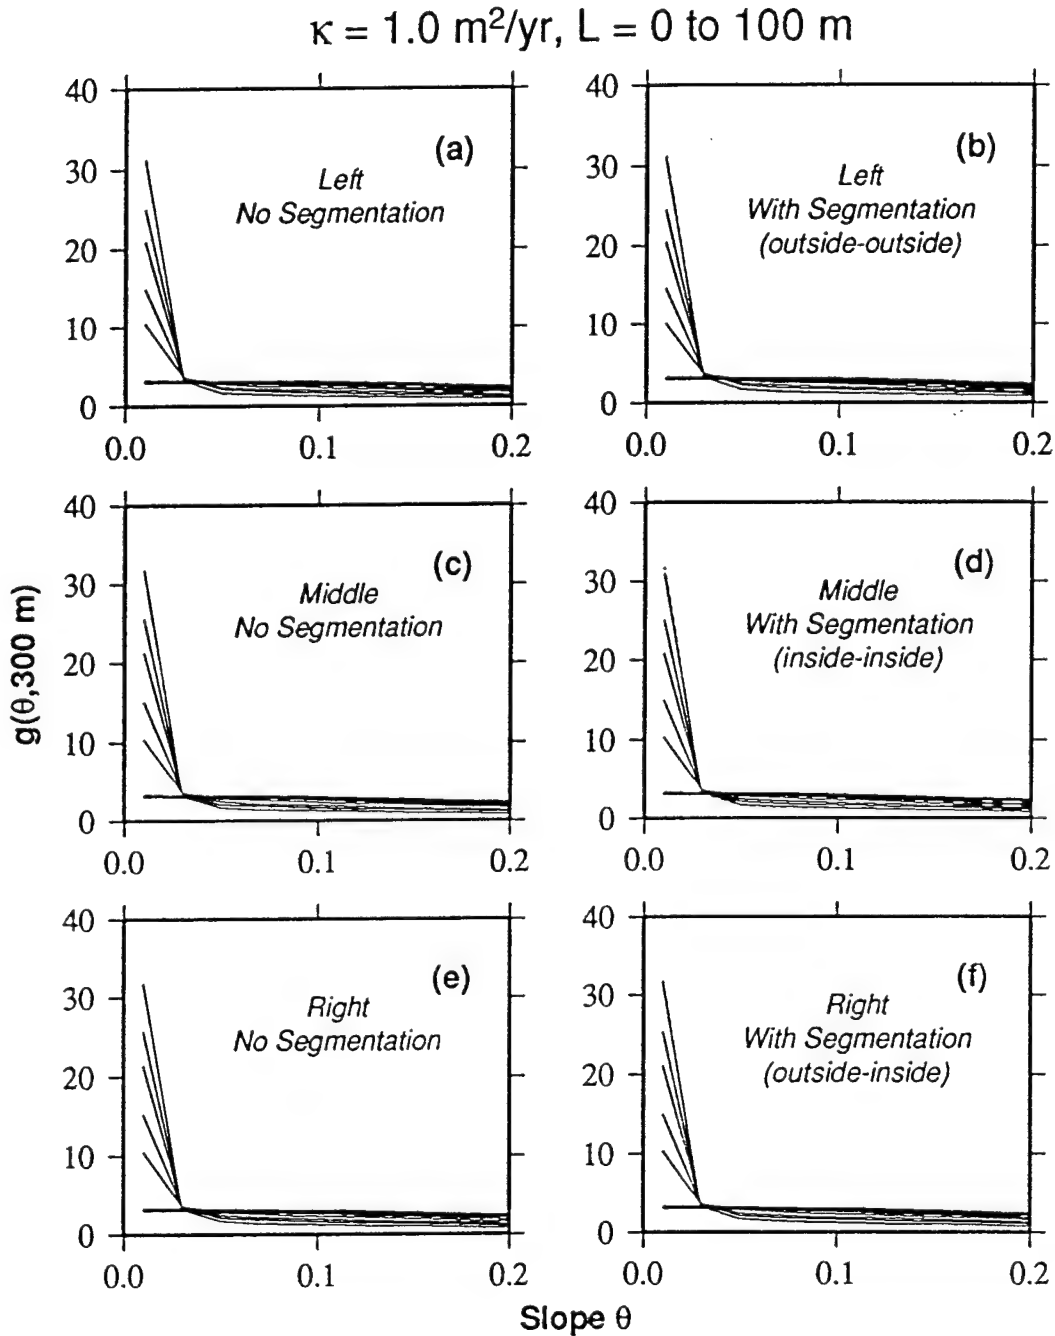 κ = 1.0 m²/yr, L = 0 to 100 m
40
30
20
10
0
(a)
Left
No Segmentation
0.0
0.1
0.2
40
30
20
10
0
(b)
Left
With Segmentation
(outside-outside)
0.0
0.1
0.2
g(θ,300 m)
40
30
20
10
0
(c)
Middle
No Segmentation
0.0
0.1
0.2
40
30
20
10
0
(d)
Middle
With Segmentation
(inside-inside)
0.0
0.1
0.2
40
30
20
10
0
(e)
Right
No Segmentation
0.0
0.1
0.2
40
30
20
10
0
(f)
Right
With Segmentation
(outside-inside)
0.0
0.1
0.2
Slope θ